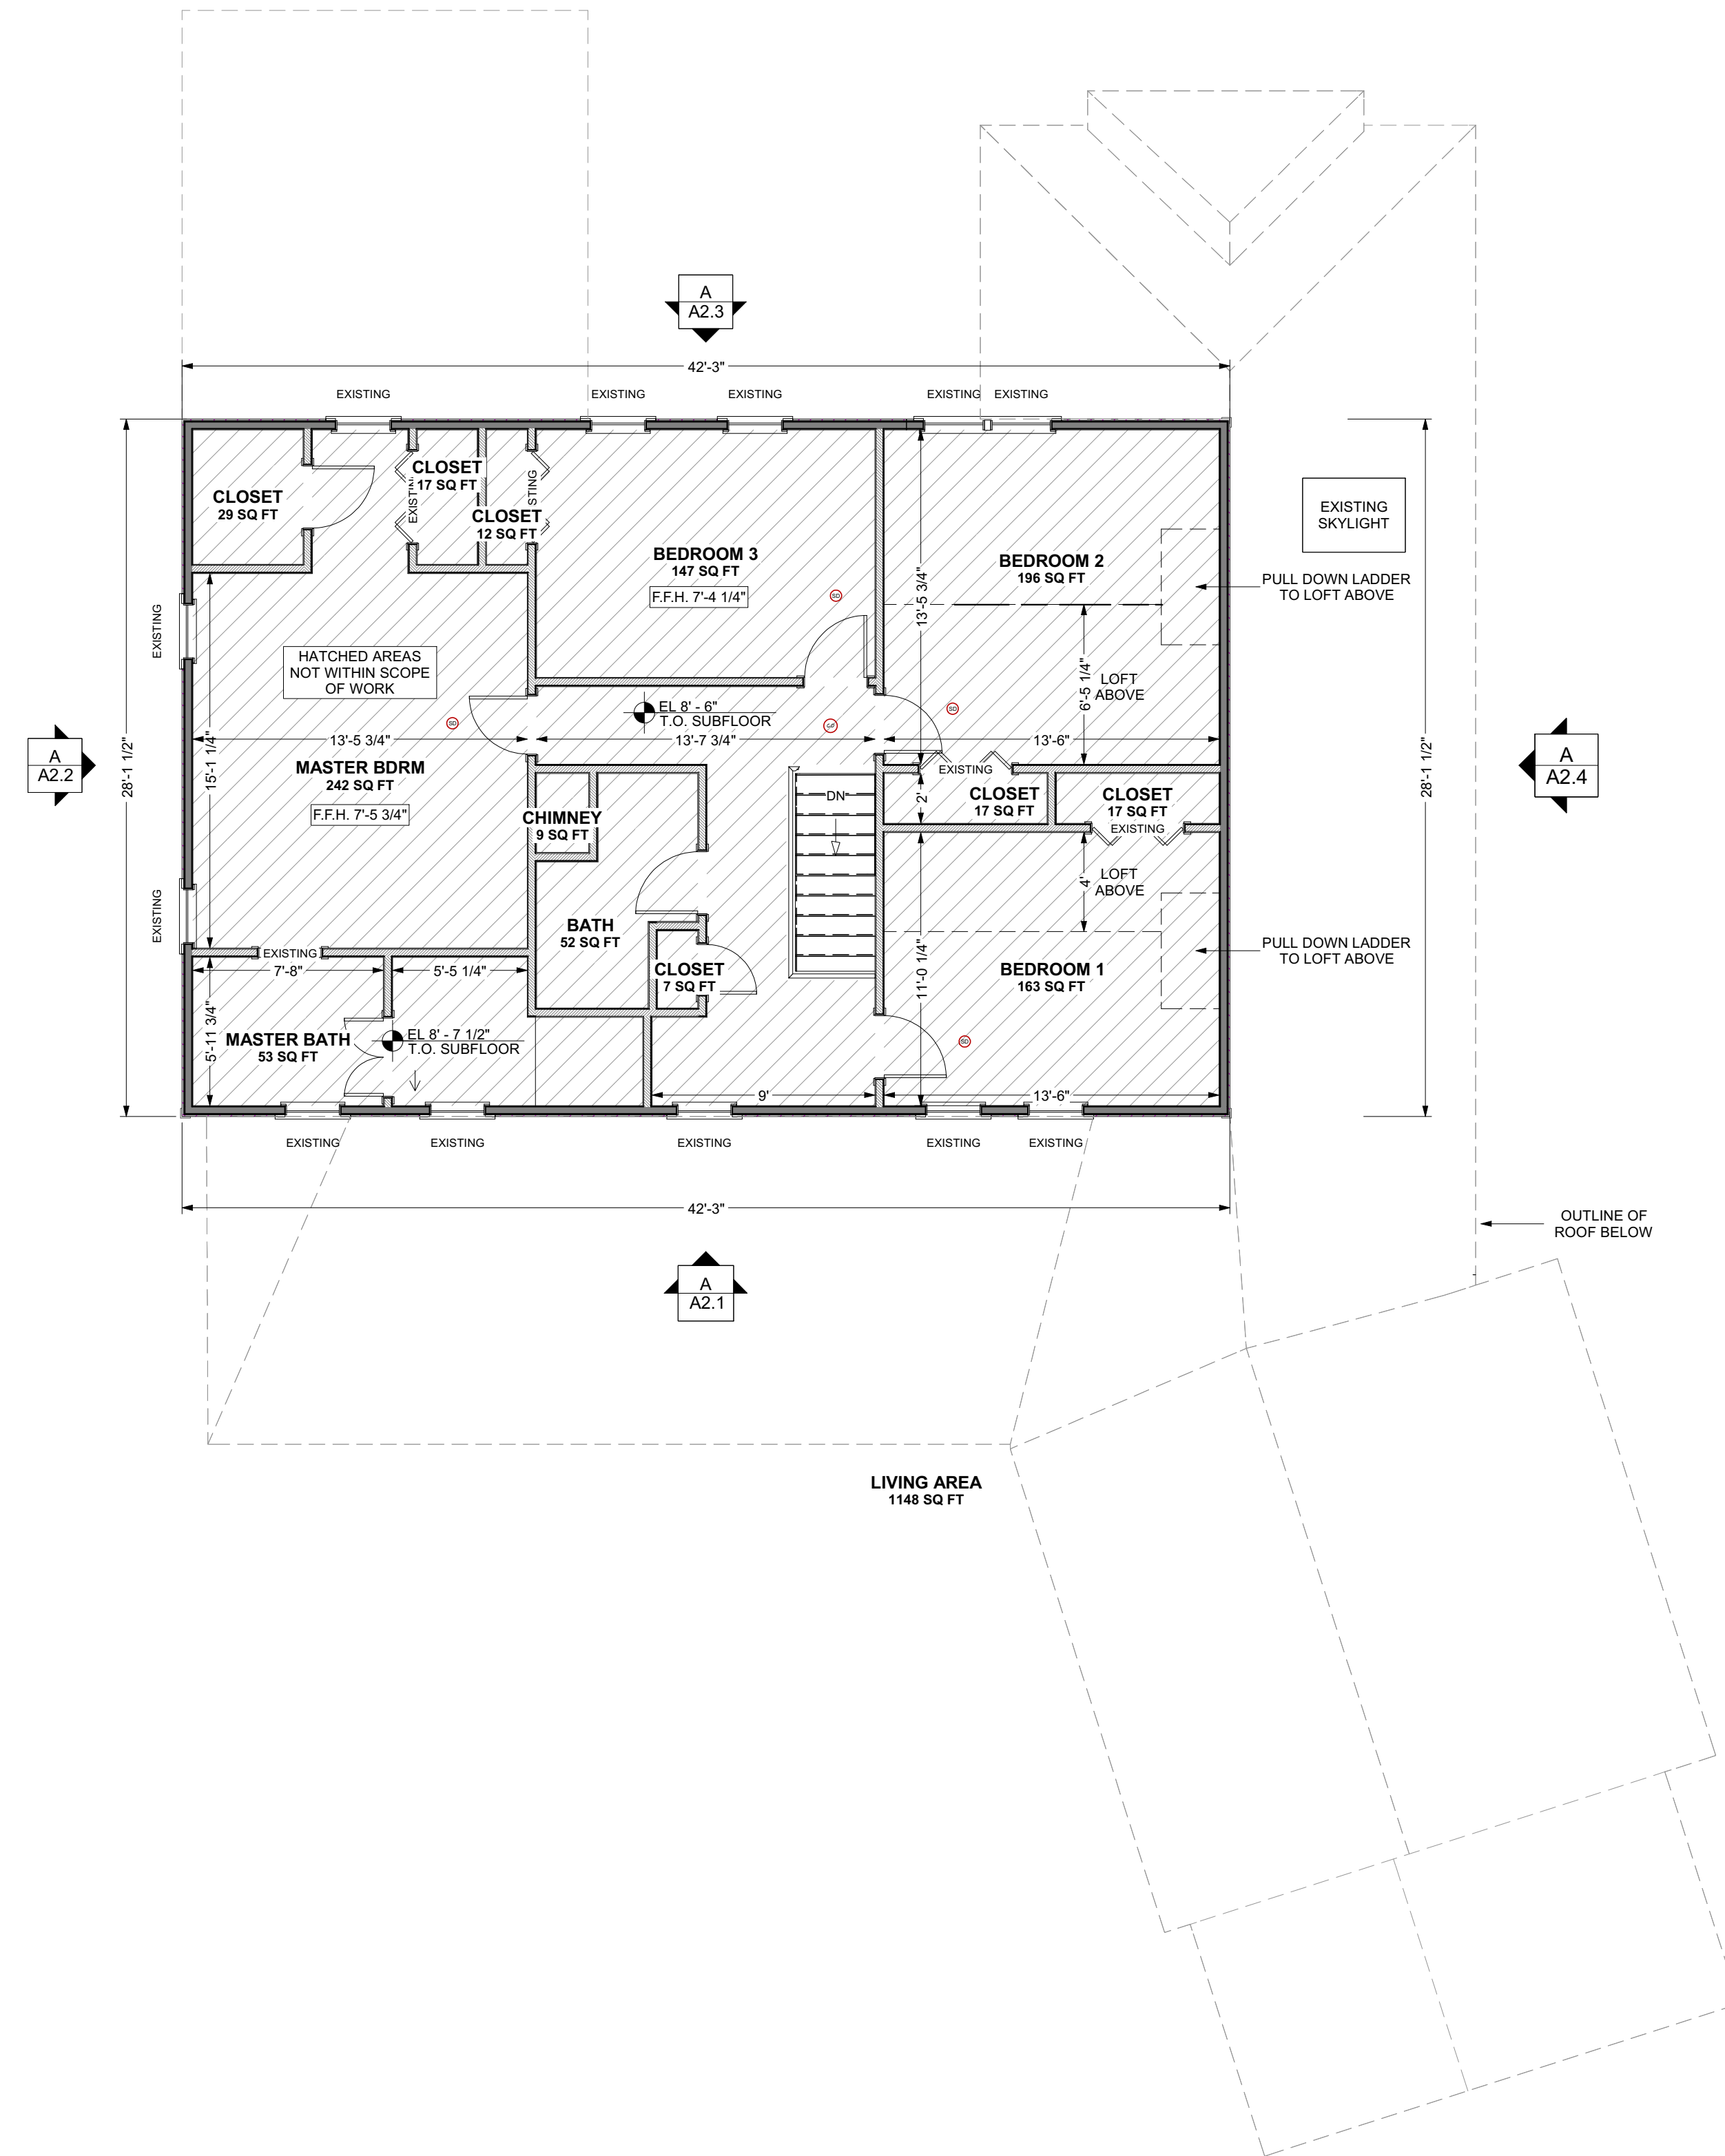 A
A2.3
42'-3"
EXISTING
EXISTING
EXISTING
EXISTING
EXISTING
CLOSET
29 SQ FT
CLOSET
17 SQ FT
CLOSET
12 SQ FT
BEDROOM 3
147 SQ FT
F.F.H. 7'-4 1/4"
BEDROOM 2
196 SQ FT
EXISTING
SKYLIGHT
PULL DOWN LADDER
TO LOFT ABOVE
13'-5 3/4"
6'-5 1/4"
LOFT
ABOVE
SD
SD
SD
EXISTING
HATCHED AREAS
NOT WITHIN SCOPE
OF WORK
EL 8' - 6"
T.O. SUBFLOOR
13'-5 3/4"
13'-7 3/4"
13'-6"
A
A2.2
28'-1 1/2"
15'-1 1/4"
MASTER BDRM
242 SQ FT
F.F.H. 7'-5 3/4"
CHIMNEY
9 SQ FT
DN
EXISTING
2'
CLOSET
17 SQ FT
CLOSET
17 SQ FT
EXISTING
28'-1 1/2"
A
A2.4
4'
LOFT
ABOVE
EXISTING
BATH
52 SQ FT
CLOSET
7 SQ FT
11'-0 1/4"
BEDROOM 1
163 SQ FT
PULL DOWN LADDER
TO LOFT ABOVE
EXISTING
7'-8"
5'-5 1/4"
5'-11 3/4"
MASTER BATH
53 SQ FT
EL 8' - 7 1/2"
T.O. SUBFLOOR
SD
9'
13'-6"
EXISTING
EXISTING
EXISTING
EXISTING
EXISTING
42'-3"
OUTLINE OF
ROOF BELOW
A
A2.1
LIVING AREA
1148 SQ FT